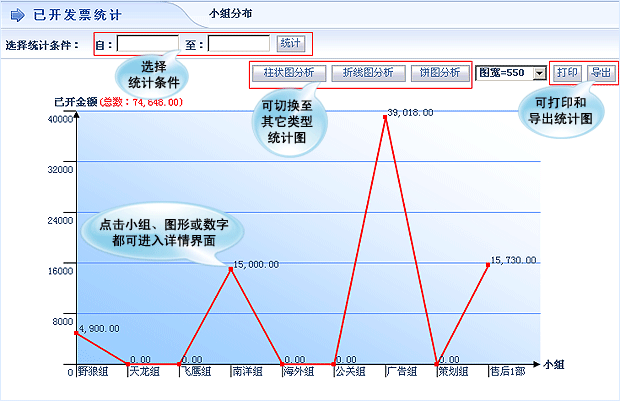 已开发票统计
小组分布
选择统计条件： 自： 至： 统计
选择
统计条件
柱状图分析 折线图分析 饼图分析 图宽=550 打印 导出
可切换至
其它类型
统计图
可打印和
导出统计图
已开金额(总数：74,648.00)
40000
39,018.00
32000
24000
点击小组、图形或数字
都可进入详情界面
16000
15,000.00
15,730.00
8000
4,900.00
0.00
0.00
0.00
0.00
0.00
0
野狼组 天龙组 飞鹰组 南洋组 海外组 公关组 广告组 策划组 售后1部
小组